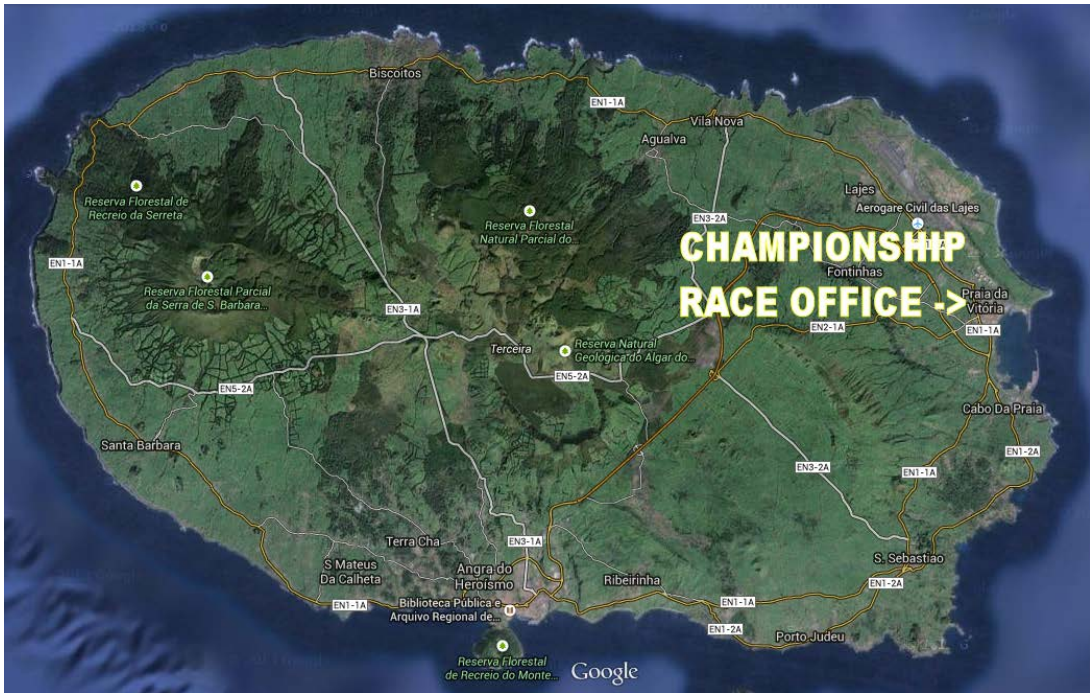 Biscoitos
EN1-1A
Vila Nova
Agualva
Reserva Florestal de
Recreio da Serreta
Lajes
Aerogare Civil das Lajes
Reserva Florestal
Natural Parcial do
EN3-2A
CHAMPIONSHIP
EN1-1A
Fontinhas
Reserva Florestal Parcial
da Serra de S. Barbara...
RACE OFFICE ->
Praia da
Vitória
EN3-1A
EN2-1A
EN1-1A
Terceira
Reserva Natural
Geológica do Algar do...
EN5-2A
EN5-2A
Cabo Da Praia
Santa Barbara
EN1-2A
EN3-2A
EN1-1A
Terra Cha
EN3-1A
S Mateus
Da Calheta
Angra do
Heroísmo
Ribeirinha
S. Sebastiao
EN1-2A
EN1-1A
Biblioteca Pública e
Arquivo Regional de...
EN1-1A
EN1-2A
Porto Judeu
Reserva Florestal
de Recreio do Monte...
Google